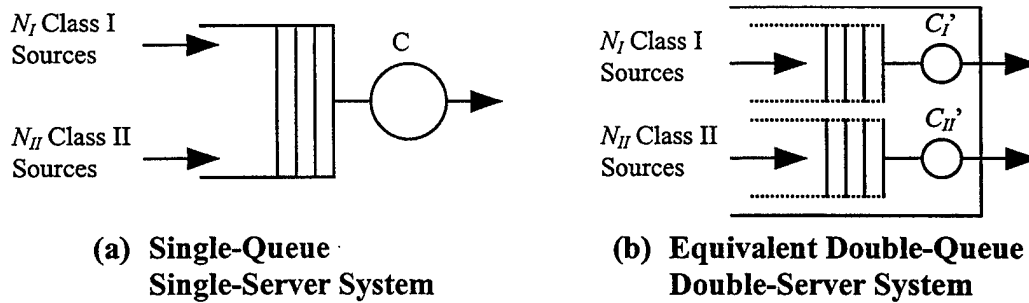 N_I Class I
Sources
C
N_II Class II
Sources
(a) Single-Queue
Single-Server System
N_I Class I
Sources
C_I'
N_II Class II
Sources
C_II'
(b) Equivalent Double-Queue
Double-Server System